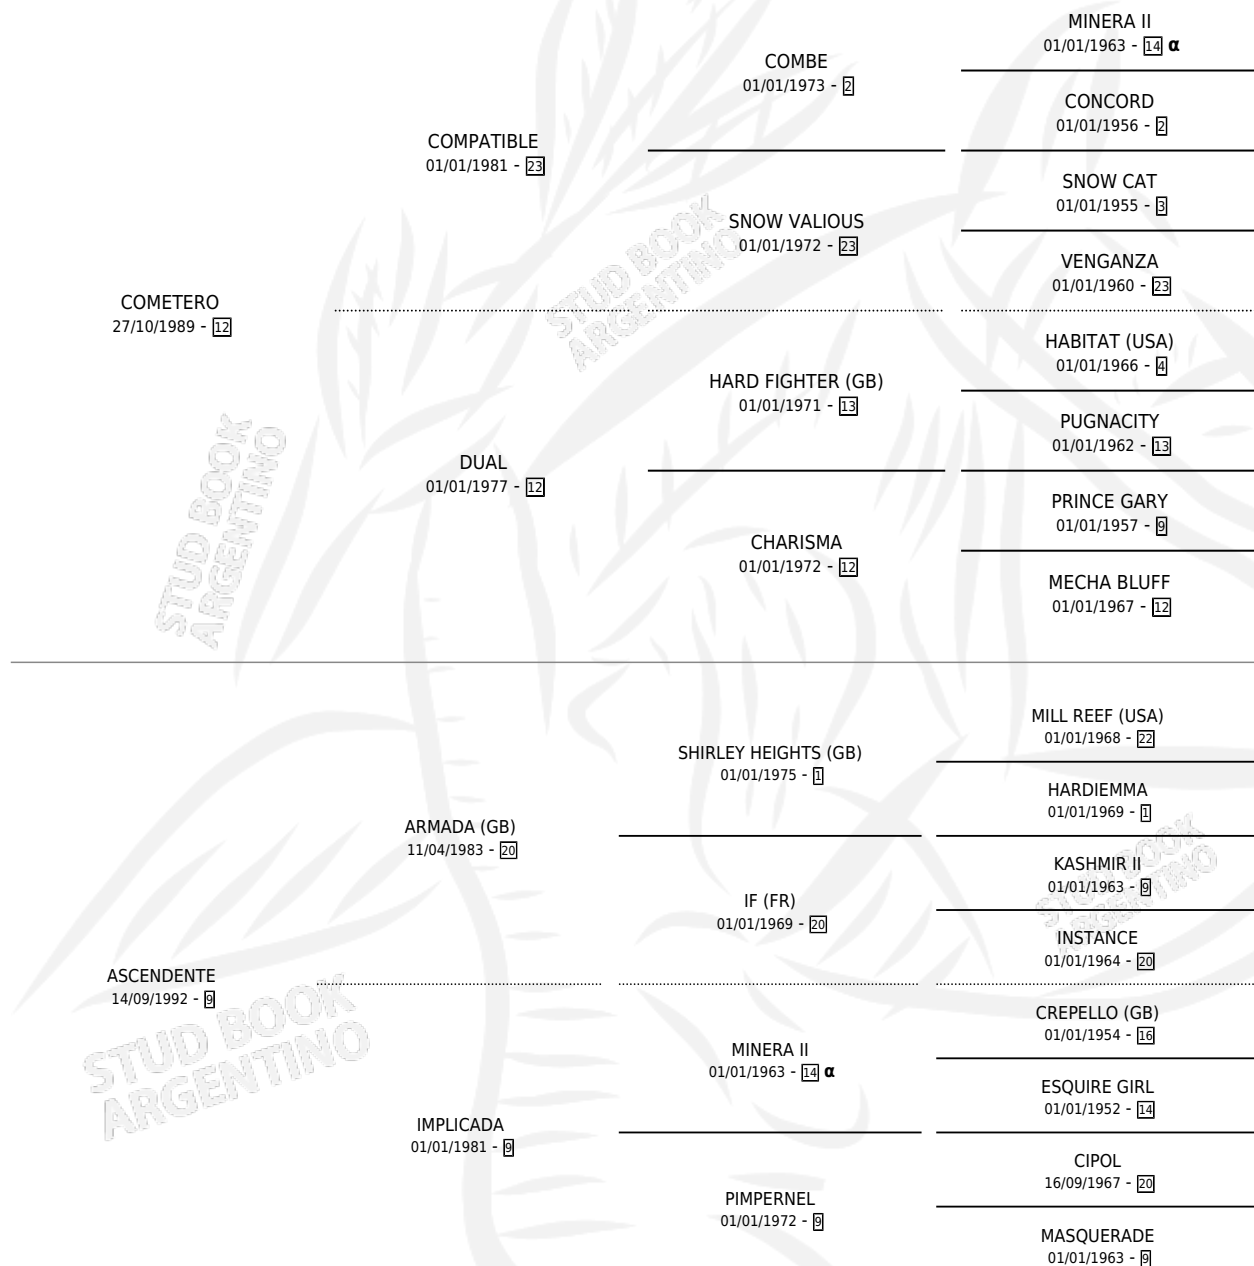 MINERA II
01/01/1963 - 14 α
COMBE
01/01/1973 - 2
CONCORD
01/01/1956 - 2
COMPATIBLE
01/01/1981 - 23
SNOW CAT
01/01/1955 - 3
SNOW VALIOUS
01/01/1972 - 23
VENGANZA
01/01/1960 - 23
COMETERO
27/10/1989 - 12
HABITAT (USA)
01/01/1966 - 4
HARD FIGHTER (GB)
01/01/1971 - 13
PUGNACITY
01/01/1962 - 13
DUAL
01/01/1977 - 12
PRINCE GARY
01/01/1957 - 9
CHARISMA
01/01/1972 - 12
MECHA BLUFF
01/01/1967 - 12
MILL REEF (USA)
01/01/1968 - 22
SHIRLEY HEIGHTS (GB)
01/01/1975 - 1
HARDIEMMA
01/01/1969 - 1
ARMADA (GB)
11/04/1983 - 20
KASHMIR II
01/01/1963 - 9
IF (FR)
01/01/1969 - 20
INSTANCE
01/01/1964 - 20
ASCENDENTE
14/09/1992 - 9
CREPELLO (GB)
01/01/1954 - 16
MINERA II
01/01/1963 - 14 α
ESQUIRE GIRL
01/01/1952 - 14
IMPLICADA
01/01/1981 - 9
CIPOL
16/09/1967 - 20
PIMPERNEL
01/01/1972 - 9
MASQUERADE
01/01/1963 - 9
STUD BOOK
ARGENTINO
STUD BOOK
ARGENTINO
STUD BOOK
ARGENTINO
STUD BOOK
ARGENTINO